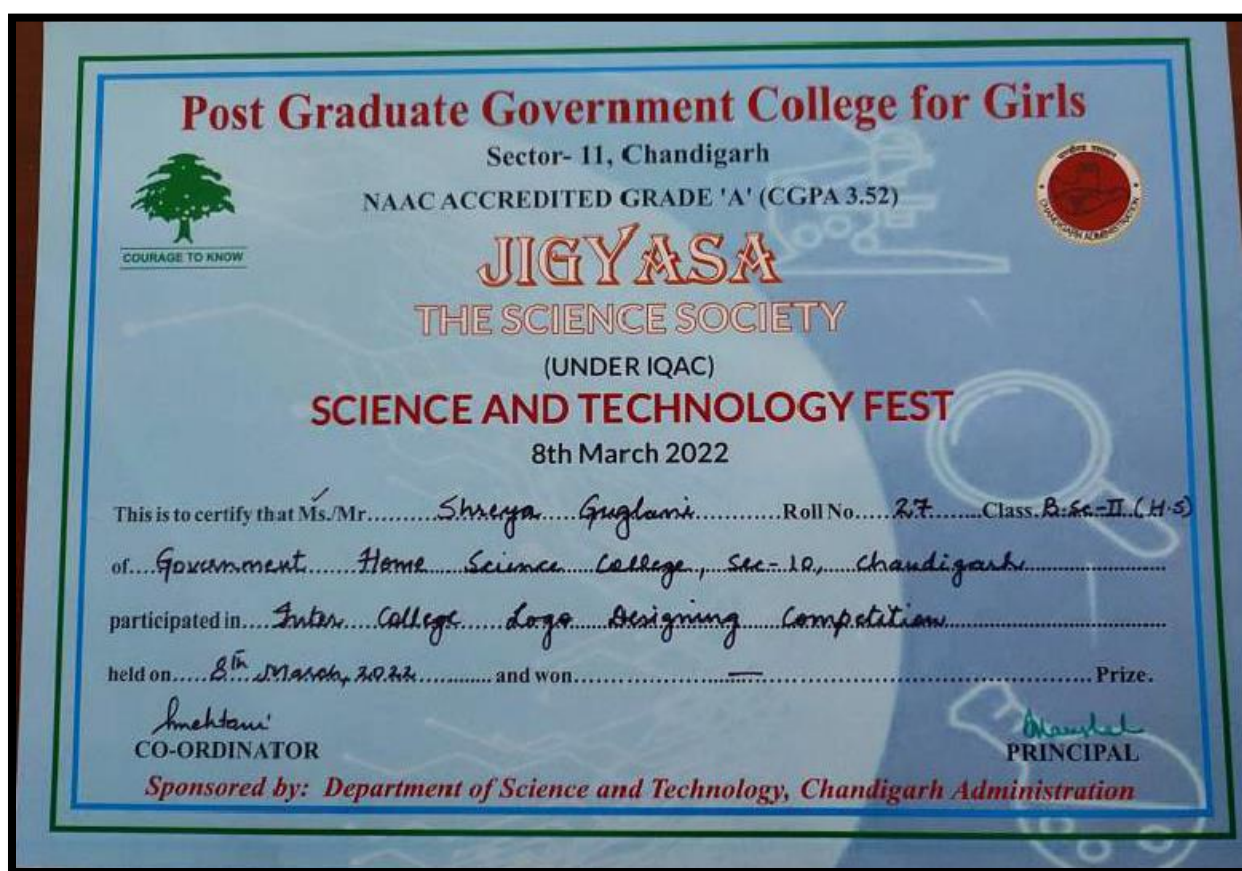 Post Graduate Government College for Girls
Sector- 11, Chandigarh
NAAC ACCREDITED GRADE 'A' (CGPA 3.52)
COURAGE TO KNOW
CHANDIGARH ADMINISTRATION
JIGYASA
THE SCIENCE SOCIETY
(UNDER IQAC)
SCIENCE AND TECHNOLOGY FEST
8th March 2022
This is to certify that Ms./Mr........Shreya Guglani............Roll No....27.......Class. B.Sc-II (H.S)
of...Government Home Science College, Sec-10, Chandigarh....................
participated in....Inter College Logo Designing Competition................................
held on.....8th March, 2022........... and won.................—............................................... Prize.
CO-ORDINATOR
PRINCIPAL
Sponsored by: Department of Science and Technology, Chandigarh Administration